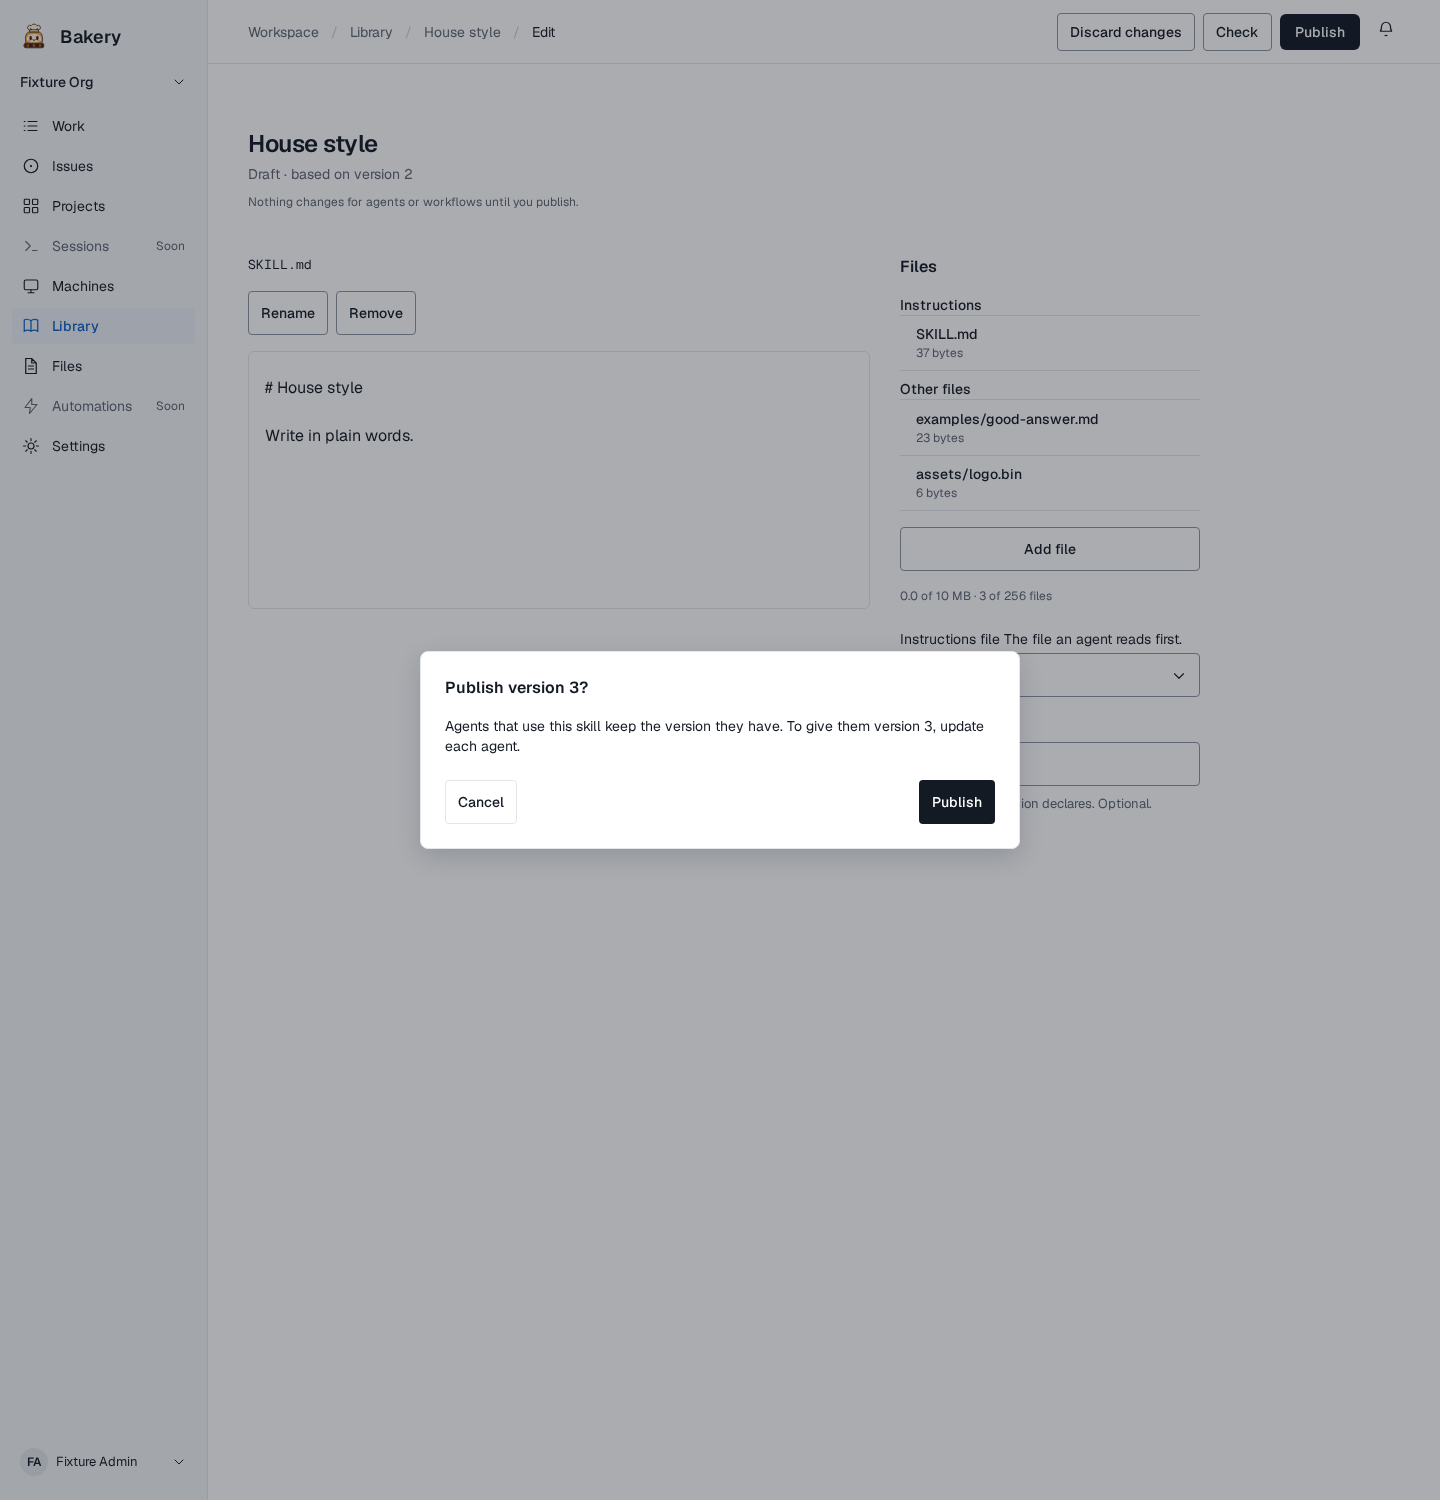 Bakery
Fixture Org
Work
Issues
Projects
Sessions Soon
Machines
Library
Files
Automations Soon
Settings
FA Fixture Admin
Workspace / Library / House style / Edit
Discard changes
Check
Publish
House style
Draft · based on version 2
Nothing changes for agents or workflows until you publish.
SKILL.md
Rename
Remove
# House style
Write in plain words.
Files
Instructions
SKILL.md
37 bytes
Other files
examples/good-answer.md
23 bytes
assets/logo.bin
6 bytes
Add file
0.0 of 10 MB · 3 of 256 files
Instructions file The file an agent reads first.
declares. Optional.
Publish version 3?
Agents that use this skill keep the version they have. To give them version 3, update
each agent.
Cancel
Publish